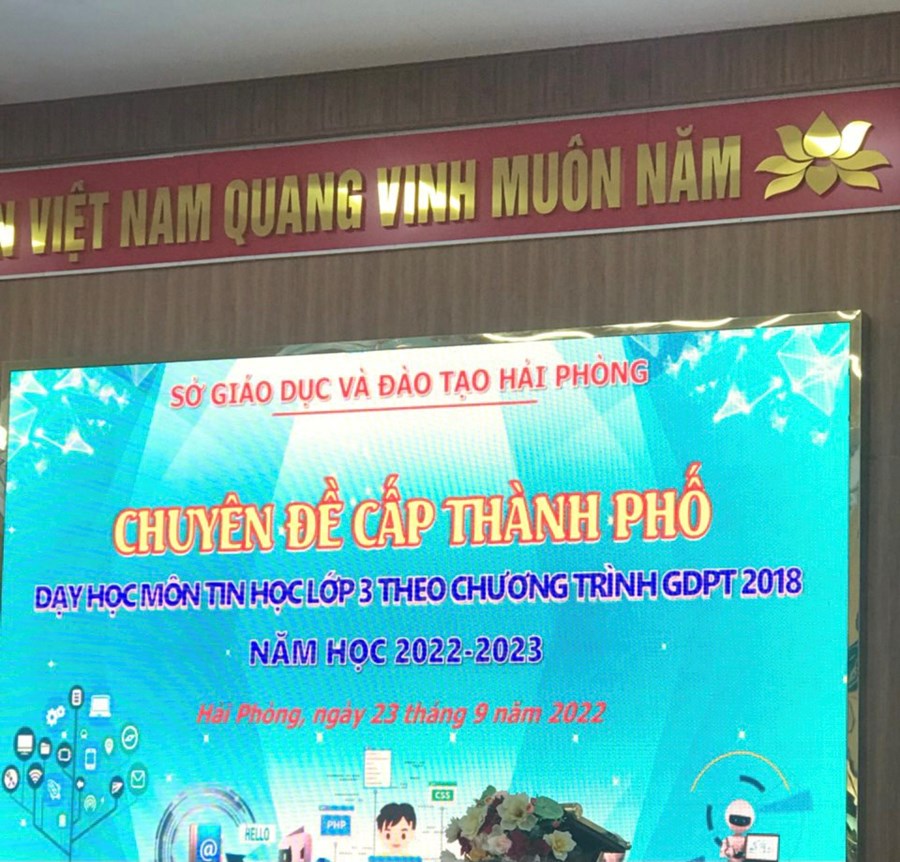 VIỆT NAM QUANG VINH MUÔN NĂM
SỞ GIÁO DỤC VÀ ĐÀO TẠO HẢI PHÒNG
CHUYÊN ĐỀ CẤP THÀNH PHỐ
DẠY HỌC MÔN TIN HỌC LỚP 3 THEO CHƯƠNG TRÌNH GDPT 2018
NĂM HỌC 2022-2023
Hải Phòng, ngày 23 tháng 9 năm 2022
CSS
PHP
HELLO
@